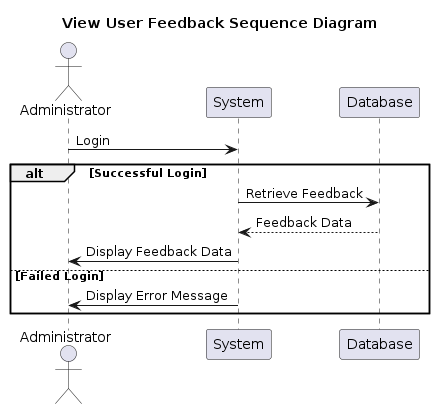 View User Feedback Sequence Diagram
Administrator
System
Database
Login
alt
[Successful Login]
Retrieve Feedback
Feedback Data
Display Feedback Data
[Failed Login]
Display Error Message
Administrator
System
Database